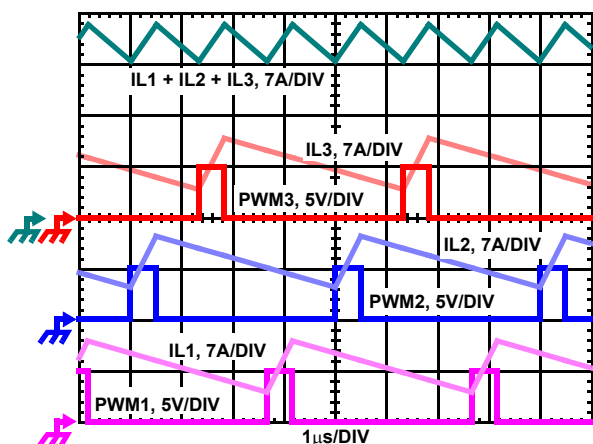 IL1 + IL2 + IL3, 7A/DIV
IL3, 7A/DIV
PWM3, 5V/DIV
IL2, 7A/DIV
PWM2, 5V/DIV
IL1, 7A/DIV
PWM1, 5V/DIV
1μs/DIV